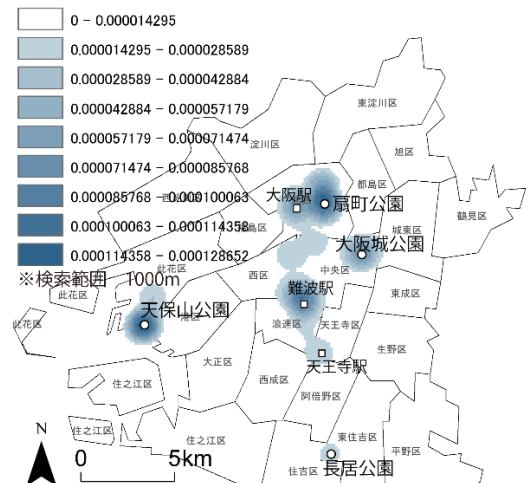 0 - 0.000014295
0.000014295 - 0.000028589
0.000028589 - 0.000042884
0.000042884 - 0.000057179
0.000057179 - 0.000071474
0.000071474 - 0.000085768
0.000085768 - 0.000100063
0.000100063 - 0.000114358
0.000114358 - 0.000128652
※検索範囲 1000m
東淀川区
淀川区
旭区
都島区
大阪駅
扇町公園
鶴見区
城東区
大阪城公園
此花区
西区
中央区
此花区
東成区
難波駅
天保山公園
港区
此花区
浪速区
天王寺区
生野区
大正区
天王寺駅
住之江区
西成区
阿倍野区
住之江区
住之江区
東住吉区
平野区
長居公園
住吉区
N
0
5km